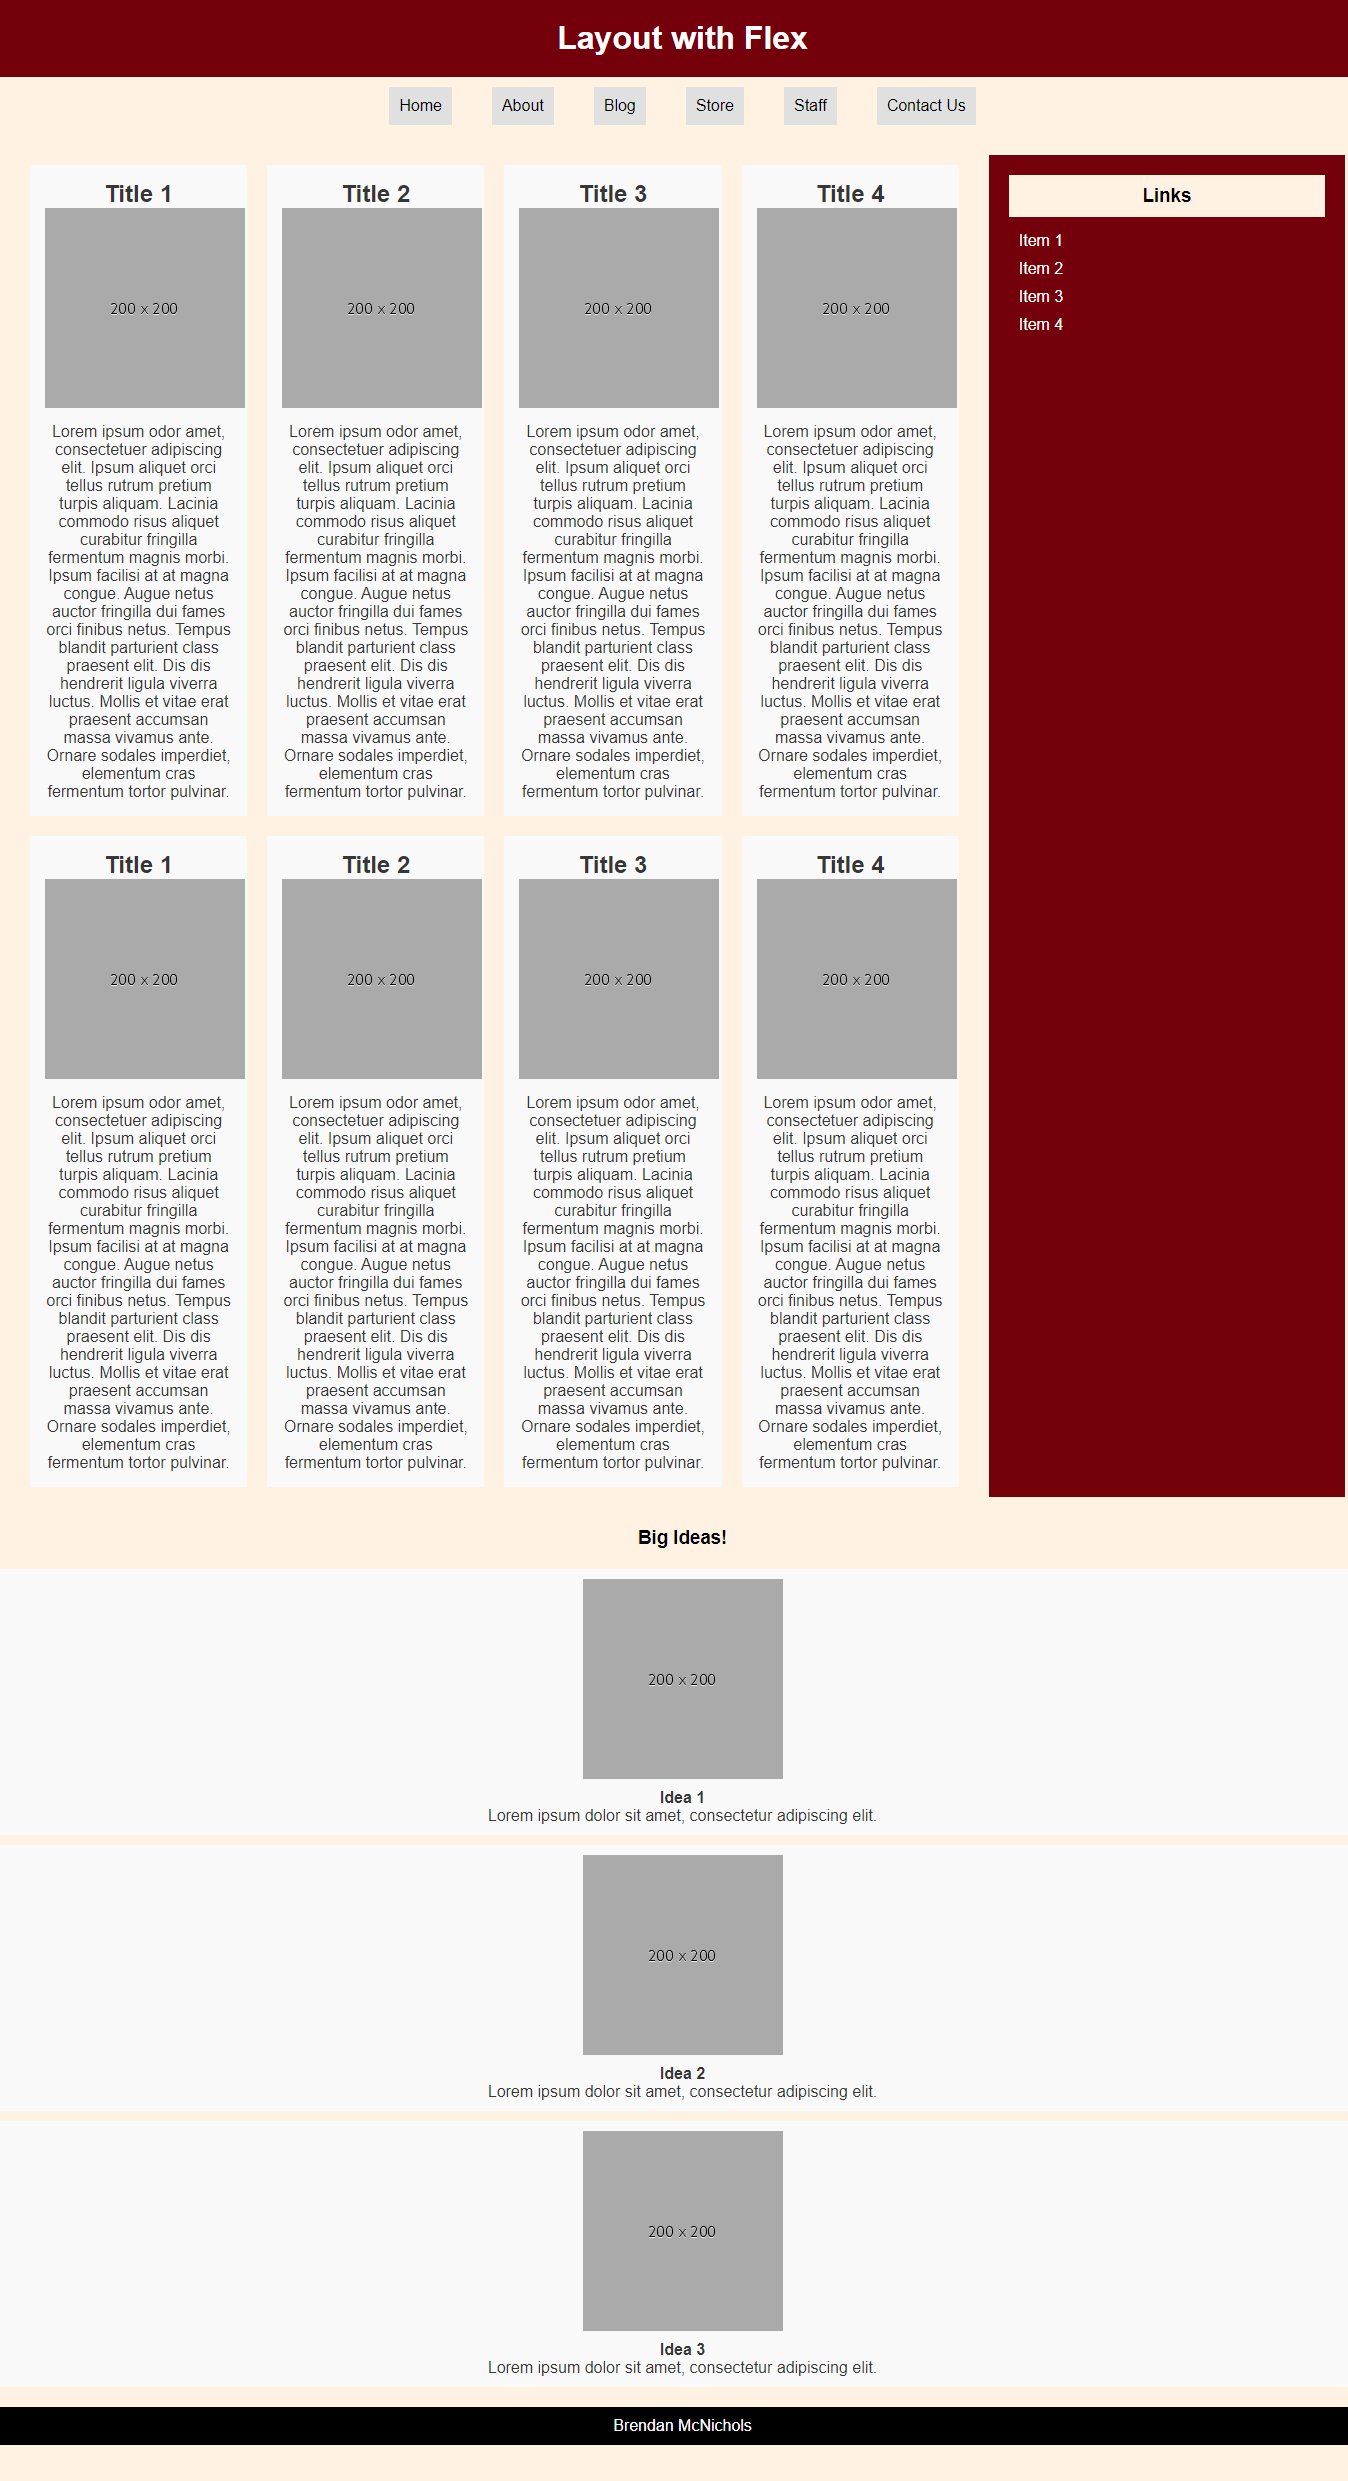 Layout with Flex
Home About Blog Store Staff Contact Us
Title 1
200 x 200
Lorem ipsum odor amet,
consectetuer adipiscing
elit. Ipsum aliquet orci
tellus rutrum pretium
turpis aliquam. Lacinia
commodo risus aliquet
curabitur fringilla
fermentum magnis morbi.
Ipsum facilisi at at magna
congue. Augue netus
auctor fringilla dui fames
orci finibus netus. Tempus
blandit parturient class
praesent elit. Dis dis
hendrerit ligula viverra
luctus. Mollis et vitae erat
praesent accumsan
massa vivamus ante.
Ornare sodales imperdiet,
elementum cras
fermentum tortor pulvinar.
Title 2
200 x 200
Lorem ipsum odor amet,
consectetuer adipiscing
elit. Ipsum aliquet orci
tellus rutrum pretium
turpis aliquam. Lacinia
commodo risus aliquet
curabitur fringilla
fermentum magnis morbi.
Ipsum facilisi at at magna
congue. Augue netus
auctor fringilla dui fames
orci finibus netus. Tempus
blandit parturient class
praesent elit. Dis dis
hendrerit ligula viverra
luctus. Mollis et vitae erat
praesent accumsan
massa vivamus ante.
Ornare sodales imperdiet,
elementum cras
fermentum tortor pulvinar.
Title 3
200 x 200
Lorem ipsum odor amet,
consectetuer adipiscing
elit. Ipsum aliquet orci
tellus rutrum pretium
turpis aliquam. Lacinia
commodo risus aliquet
curabitur fringilla
fermentum magnis morbi.
Ipsum facilisi at at magna
congue. Augue netus
auctor fringilla dui fames
orci finibus netus. Tempus
blandit parturient class
praesent elit. Dis dis
hendrerit ligula viverra
luctus. Mollis et vitae erat
praesent accumsan
massa vivamus ante.
Ornare sodales imperdiet,
elementum cras
fermentum tortor pulvinar.
Title 4
200 x 200
Lorem ipsum odor amet,
consectetuer adipiscing
elit. Ipsum aliquet orci
tellus rutrum pretium
turpis aliquam. Lacinia
commodo risus aliquet
curabitur fringilla
fermentum magnis morbi.
Ipsum facilisi at at magna
congue. Augue netus
auctor fringilla dui fames
orci finibus netus. Tempus
blandit parturient class
praesent elit. Dis dis
hendrerit ligula viverra
luctus. Mollis et vitae erat
praesent accumsan
massa vivamus ante.
Ornare sodales imperdiet,
elementum cras
fermentum tortor pulvinar.
Title 1
200 x 200
Lorem ipsum odor amet,
consectetuer adipiscing
elit. Ipsum aliquet orci
tellus rutrum pretium
turpis aliquam. Lacinia
commodo risus aliquet
curabitur fringilla
fermentum magnis morbi.
Ipsum facilisi at at magna
congue. Augue netus
auctor fringilla dui fames
orci finibus netus. Tempus
blandit parturient class
praesent elit. Dis dis
hendrerit ligula viverra
luctus. Mollis et vitae erat
praesent accumsan
massa vivamus ante.
Ornare sodales imperdiet,
elementum cras
fermentum tortor pulvinar.
Title 2
200 x 200
Lorem ipsum odor amet,
consectetuer adipiscing
elit. Ipsum aliquet orci
tellus rutrum pretium
turpis aliquam. Lacinia
commodo risus aliquet
curabitur fringilla
fermentum magnis morbi.
Ipsum facilisi at at magna
congue. Augue netus
auctor fringilla dui fames
orci finibus netus. Tempus
blandit parturient class
praesent elit. Dis dis
hendrerit ligula viverra
luctus. Mollis et vitae erat
praesent accumsan
massa vivamus ante.
Ornare sodales imperdiet,
elementum cras
fermentum tortor pulvinar.
Title 3
200 x 200
Lorem ipsum odor amet,
consectetuer adipiscing
elit. Ipsum aliquet orci
tellus rutrum pretium
turpis aliquam. Lacinia
commodo risus aliquet
curabitur fringilla
fermentum magnis morbi.
Ipsum facilisi at at magna
congue. Augue netus
auctor fringilla dui fames
orci finibus netus. Tempus
blandit parturient class
praesent elit. Dis dis
hendrerit ligula viverra
luctus. Mollis et vitae erat
praesent accumsan
massa vivamus ante.
Ornare sodales imperdiet,
elementum cras
fermentum tortor pulvinar.
Title 4
200 x 200
Lorem ipsum odor amet,
consectetuer adipiscing
elit. Ipsum aliquet orci
tellus rutrum pretium
turpis aliquam. Lacinia
commodo risus aliquet
curabitur fringilla
fermentum magnis morbi.
Ipsum facilisi at at magna
congue. Augue netus
auctor fringilla dui fames
orci finibus netus. Tempus
blandit parturient class
praesent elit. Dis dis
hendrerit ligula viverra
luctus. Mollis et vitae erat
praesent accumsan
massa vivamus ante.
Ornare sodales imperdiet,
elementum cras
fermentum tortor pulvinar.
Links
Item 1
Item 2
Item 3
Item 4
Big Ideas!
200 x 200
Idea 1
Lorem ipsum dolor sit amet, consectetur adipiscing elit.
200 x 200
Idea 2
Lorem ipsum dolor sit amet, consectetur adipiscing elit.
200 x 200
Idea 3
Lorem ipsum dolor sit amet, consectetur adipiscing elit.
Brendan McNichols